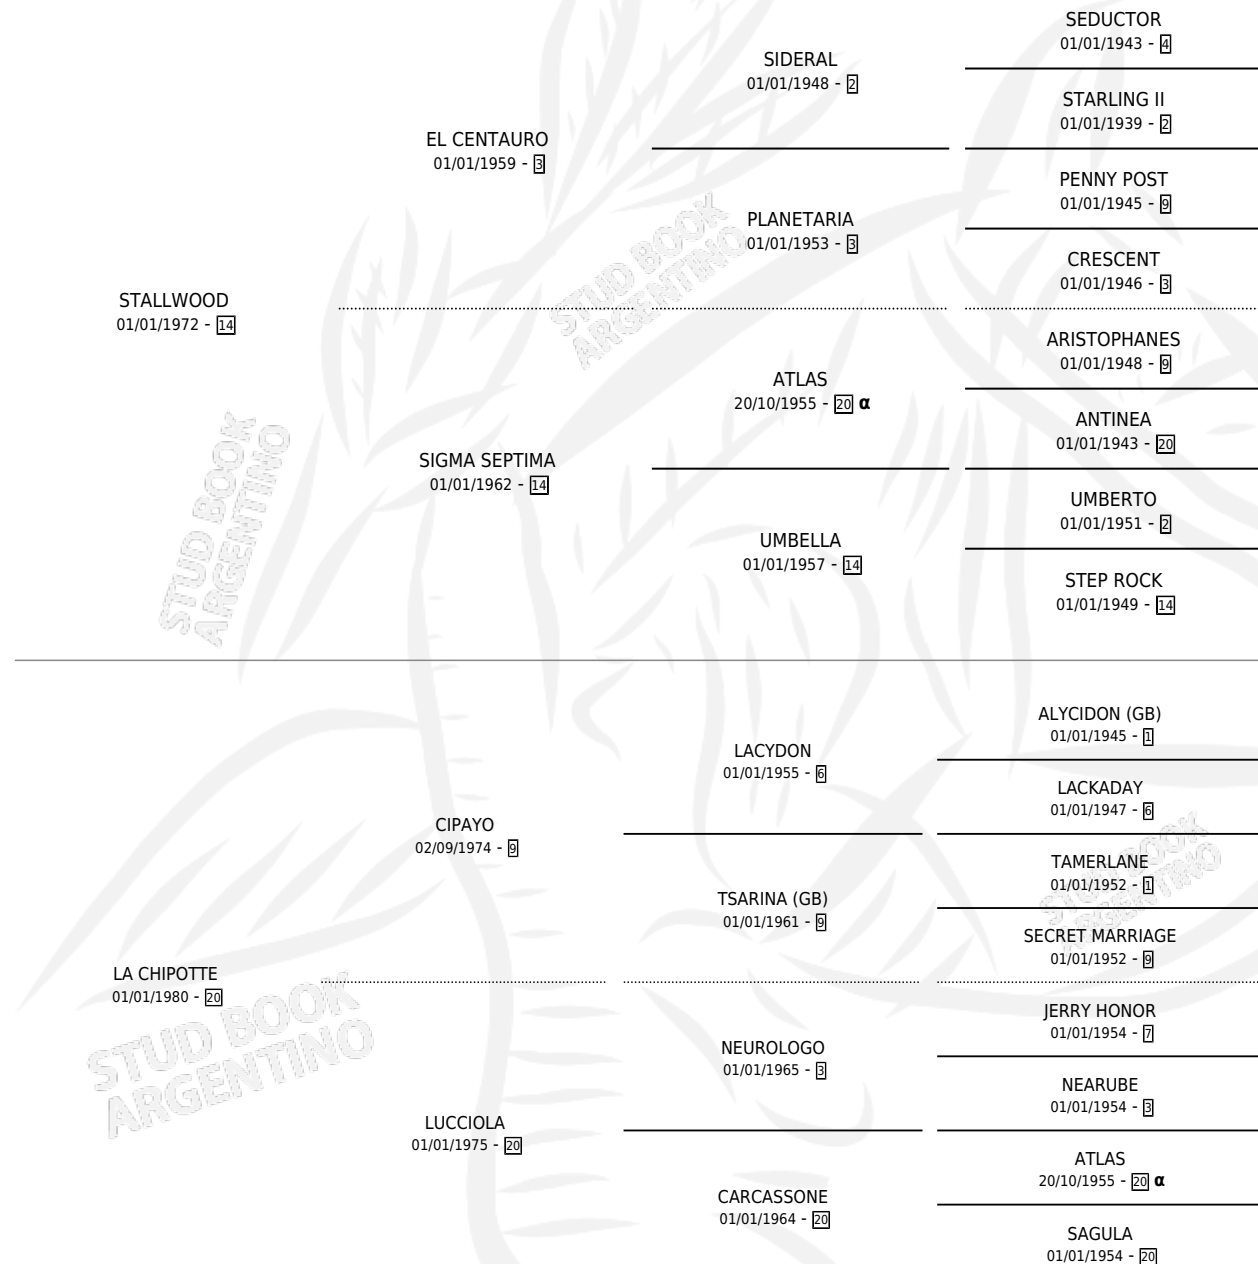 SEDUCTOR
01/01/1943 - 4
SIDERAL
01/01/1948 - 2
STARLING II
01/01/1939 - 2
EL CENTAURO
01/01/1959 - 3
PENNY POST
01/01/1945 - 9
PLANETARIA
01/01/1953 - 3
CRESCENT
01/01/1946 - 3
STUD BOOK
ARGENTINO
STALLWOOD
01/01/1972 - 14
ARISTOPHANES
01/01/1948 - 9
ATLAS
20/10/1955 - 20 α
ANTINEA
01/01/1943 - 20
SIGMA SEPTIMA
01/01/1962 - 14
STUD BOOK
ARGENTINO
UMBERTO
01/01/1951 - 2
UMBELLA
01/01/1957 - 14
STEP ROCK
01/01/1949 - 14
ALYCIDON (GB)
01/01/1945 - 1
LACYDON
01/01/1955 - 6
LACKADAY
01/01/1947 - 6
CIPAYO
02/09/1974 - 9
TAMERLANE
01/01/1952 - 1
STUD BOOK
ARGENTINO
TSARINA (GB)
01/01/1961 - 9
SECRET MARRIAGE
01/01/1952 - 9
LA CHIPOTTE
01/01/1980 - 20
JERRY HONOR
01/01/1954 - 7
STUD BOOK
ARGENTINO
NEUROLOGO
01/01/1965 - 3
NEARUBE
01/01/1954 - 3
LUCCIOLA
01/01/1975 - 20
ATLAS
20/10/1955 - 20 α
CARCASSONE
01/01/1964 - 20
SAGULA
01/01/1954 - 20